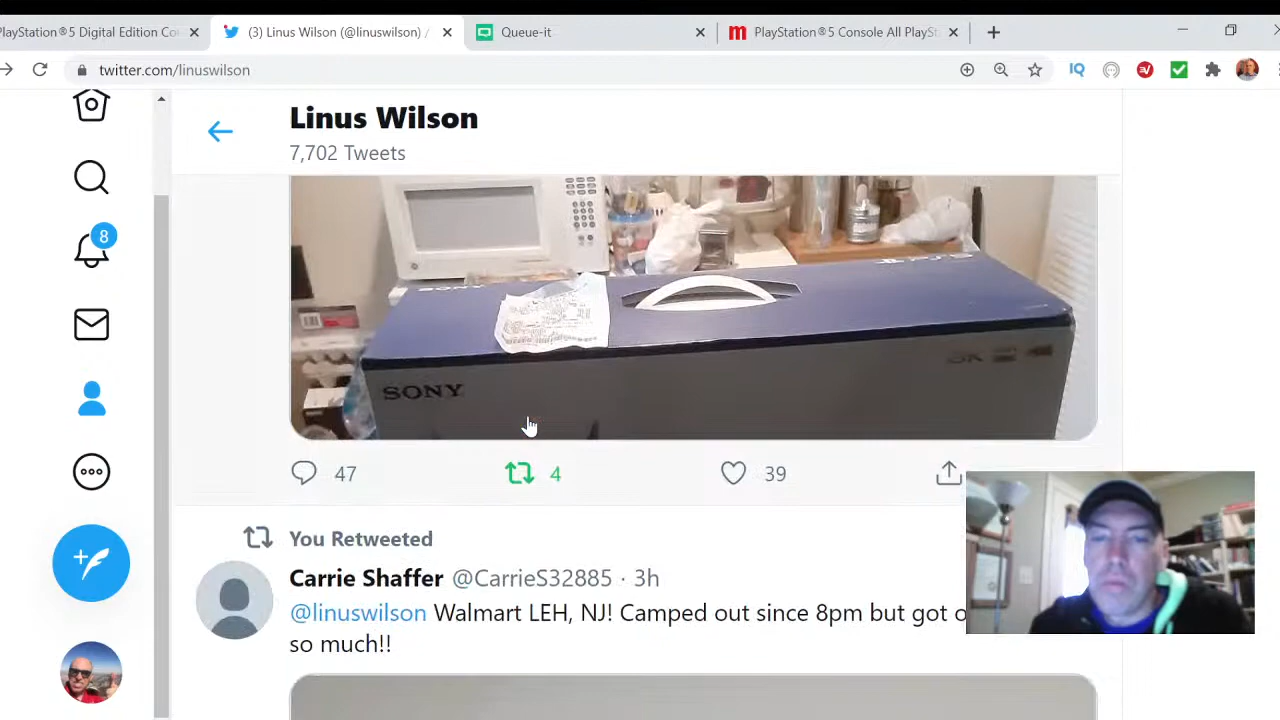 PlayStation®5 Digital Edition Co
(3) Linus Wilson (@linuswilson) /
Queue-it
PlayStation®5 Console All PlaySt
twitter.com/linuswilson
IQ
Linus Wilson
7,702 Tweets
8
SONY
SONY
47
4
39
You Retweeted
Carrie Shaffer @CarrieS32885 · 3h
@linuswilson Walmart LEH, NJ! Camped out since 8pm but got o
so much!!